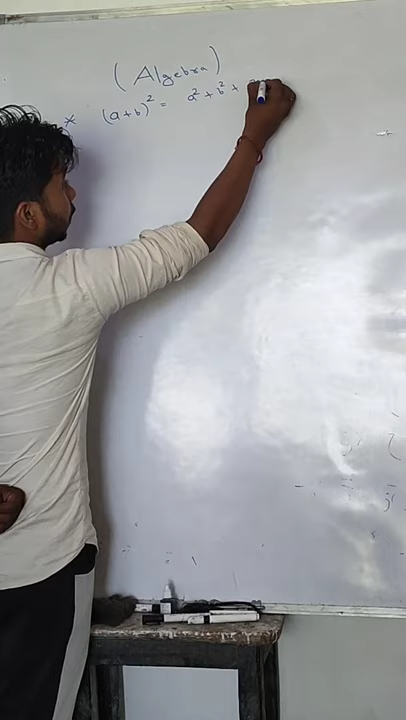 (Algebra)
* (a+b)² = a² + b² +